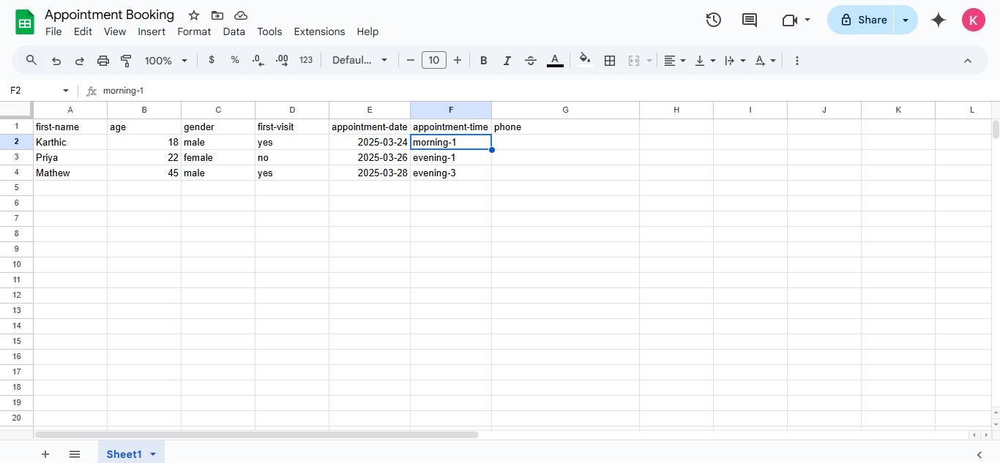 Appointment Booking
File Edit View Insert Format Data Tools Extensions Help
Share
K
100% $ % .0 .00 123 Defaul... − 10 + B I A A
F2 fx morning-1
A B C D E F G H I J K L
1 first-name age gender first-visit appointment-date appointment-time phone
2 Karthic 18 male yes 2025-03-24 morning-1
3 Priya 22 female no 2025-03-26 evening-1
4 Mathew 45 male yes 2025-03-28 evening-3
5
6
7
8
9
10
11
12
13
14
15
16
17
18
19
20
+ Sheet1